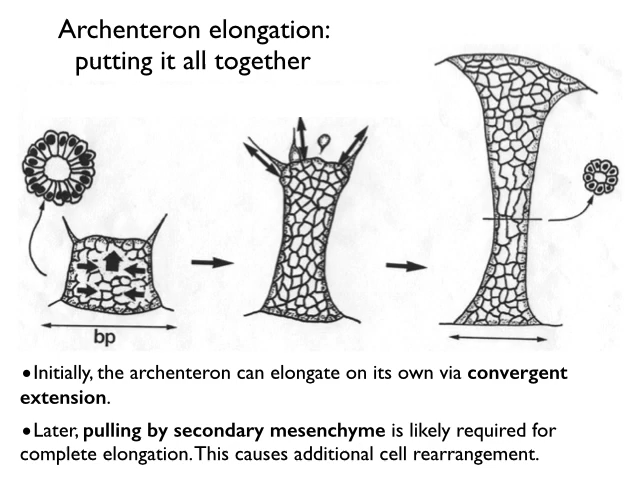 Archenteron elongation:
putting it all together
bp
•Initially, the archenteron can elongate on its own via convergent
extension.
•Later, pulling by secondary mesenchyme is likely required for
complete elongation. This causes additional cell rearrangement.